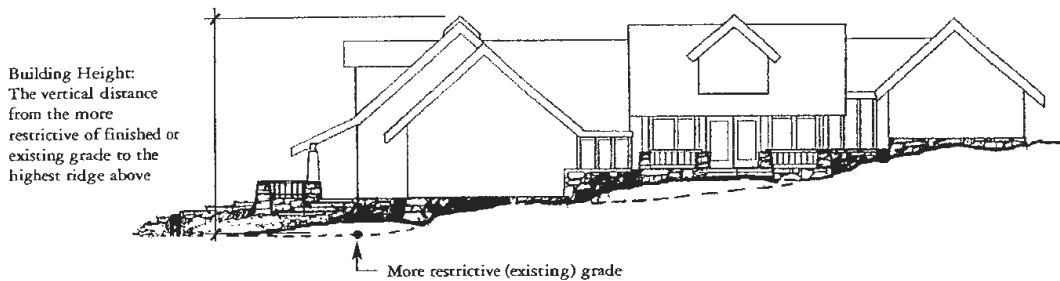 Building Height:
The vertical distance
from the more
restrictive of finished or
existing grade to the
highest ridge above
More restrictive (existing) grade